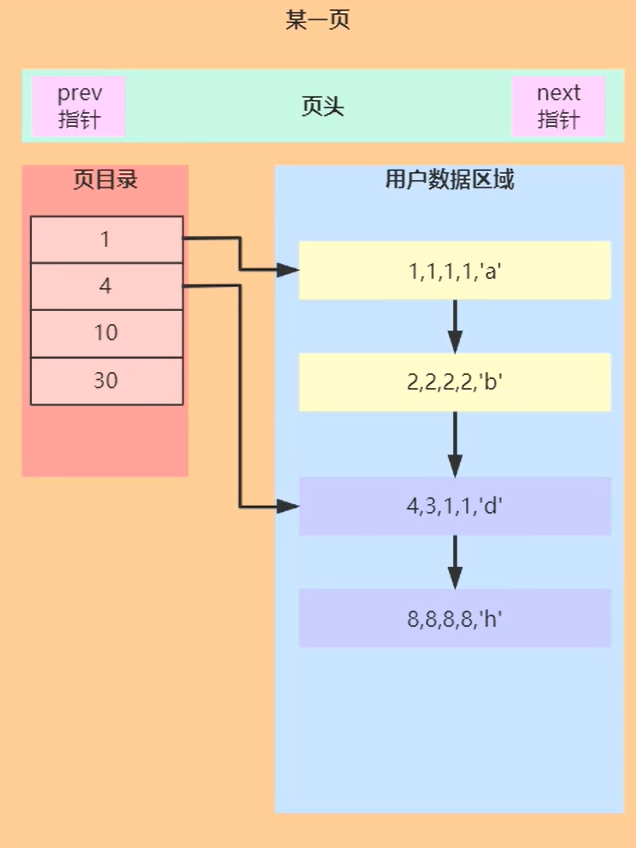 某一页
prev
指针
页头
next
指针
页目录
1
4
10
30
用户数据区域
1,1,1,1,'a'
2,2,2,2,'b'
4,3,1,1,'d'
8,8,8,8,'h'